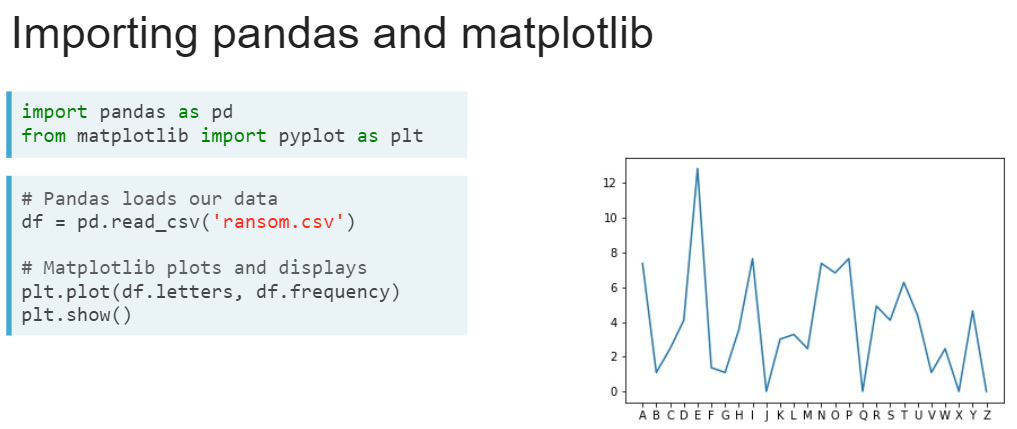 Importing pandas and matplotlib
import pandas as pd
from matplotlib import pyplot as plt
# Pandas loads our data
df = pd.read_csv('ransom.csv')
# Matplotlib plots and displays
plt.plot(df.letters, df.frequency)
plt.show()
12
10
8
6
4
2
0
A B C D E F G H I J K L M N O P Q R S T U V W X Y Z